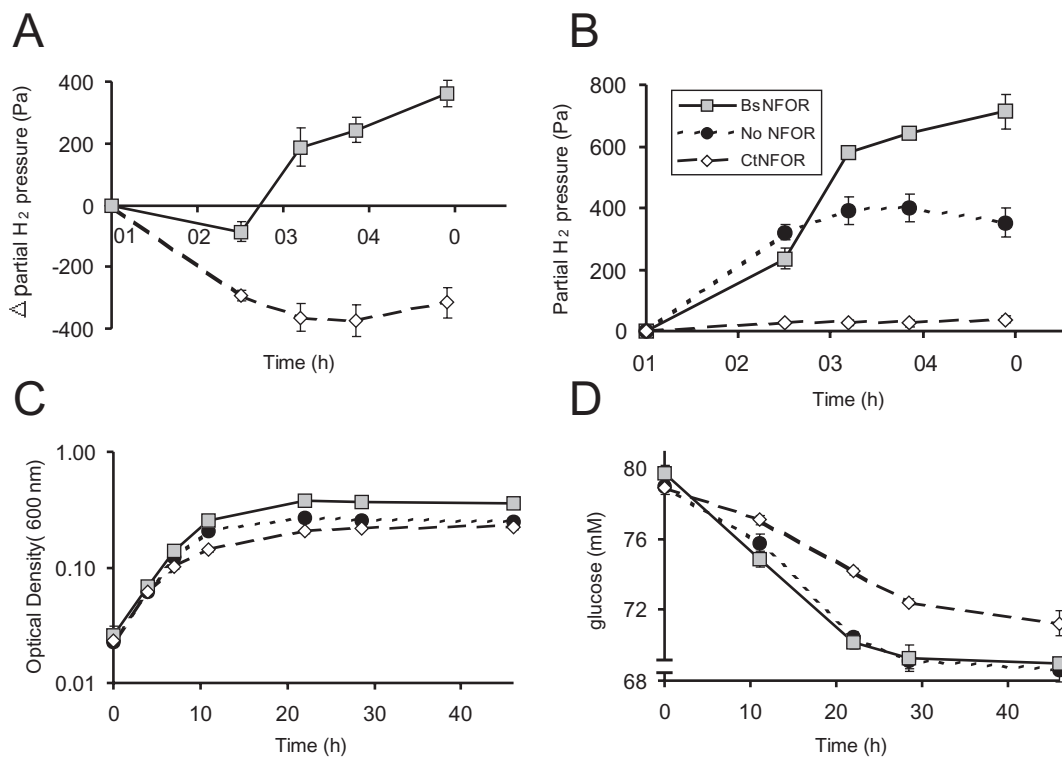 A
Δ partial H2 pressure (Pa)
400
200
0
-200
-400
01 02 03 04 0
Time (h)
B
Partial H2 pressure (Pa)
800
600
400
200
0
BsNFOR
No NFOR
CtNFOR
01 02 03 04 0
Time (h)
C
Optical Density( 600 nm)
1.00
0.10
0.01
0 10 20 30 40
Time (h)
D
glucose (mM)
80
76
72
68
0 10 20 30 40
Time (h)